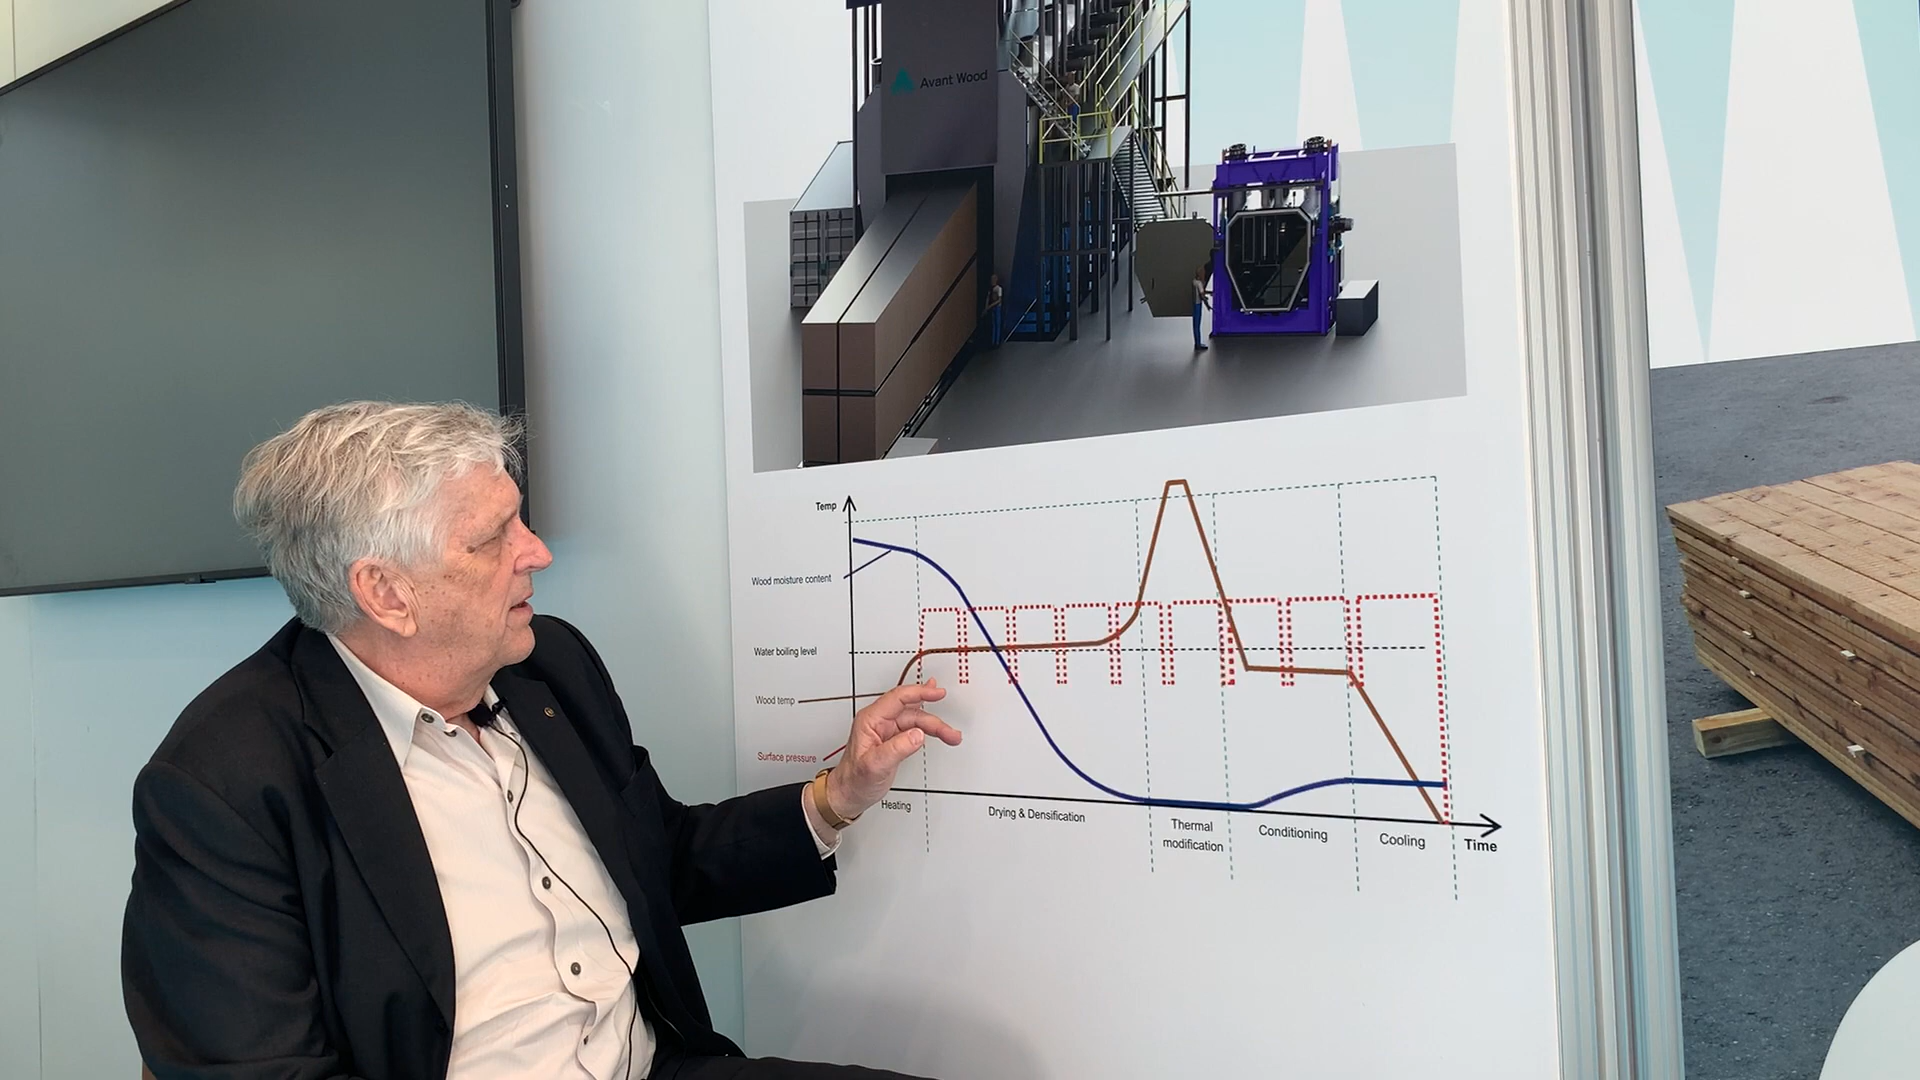 Avant Wood
Temp
Wood moisture content
Water boiling level
Wood temp
Surface pressure
Heating
Drying & Densification
Thermal
modification
Conditioning
Cooling
Time